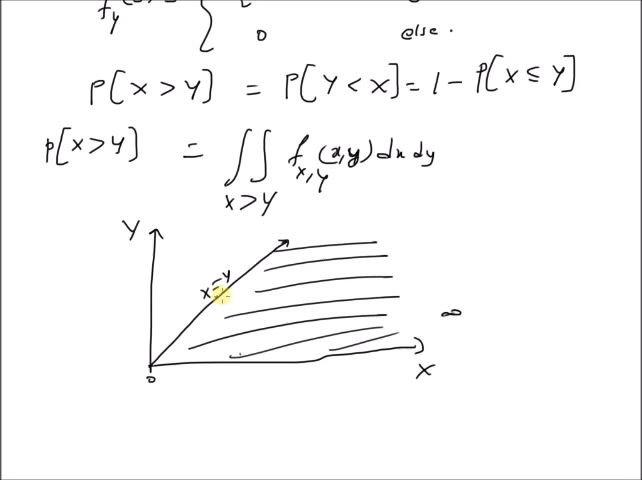 f_Y
0 else.
P[X > Y] = P[Y < X] = 1 - P[X ≤ Y]
P[X > Y] = ∬ f_{X,Y}(x,y) dx dy
X > Y
Y
X = Y
∞
X
0